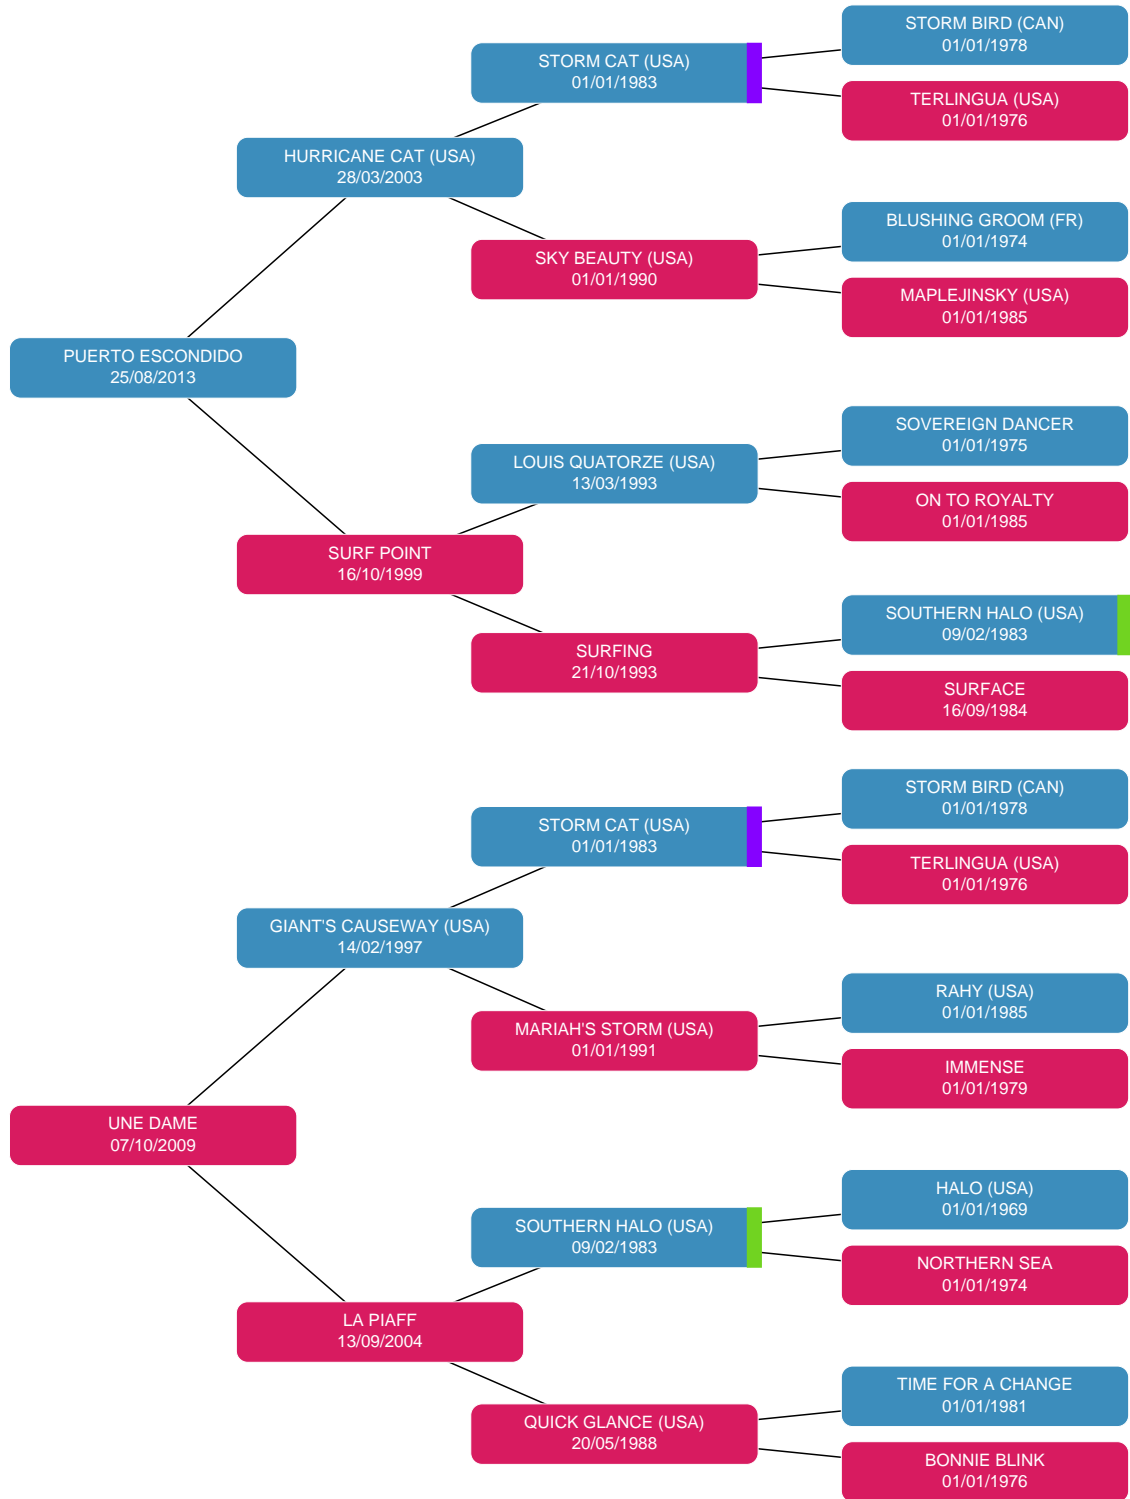 STORM BIRD (CAN)
01/01/1978
STORM CAT (USA)
01/01/1983
TERLINGUA (USA)
01/01/1976
HURRICANE CAT (USA)
28/03/2003
BLUSHING GROOM (FR)
01/01/1974
SKY BEAUTY (USA)
01/01/1990
MAPLEJINSKY (USA)
01/01/1985
PUERTO ESCONDIDO
25/08/2013
SOVEREIGN DANCER
01/01/1975
LOUIS QUATORZE (USA)
13/03/1993
ON TO ROYALTY
01/01/1985
SURF POINT
16/10/1999
SOUTHERN HALO (USA)
09/02/1983
SURFING
21/10/1993
SURFACE
16/09/1984
STORM BIRD (CAN)
01/01/1978
STORM CAT (USA)
01/01/1983
TERLINGUA (USA)
01/01/1976
GIANT'S CAUSEWAY (USA)
14/02/1997
RAHY (USA)
01/01/1985
MARIAH'S STORM (USA)
01/01/1991
IMMENSE
01/01/1979
UNE DAME
07/10/2009
HALO (USA)
01/01/1969
SOUTHERN HALO (USA)
09/02/1983
NORTHERN SEA
01/01/1974
LA PIAFF
13/09/2004
TIME FOR A CHANGE
01/01/1981
QUICK GLANCE (USA)
20/05/1988
BONNIE BLINK
01/01/1976